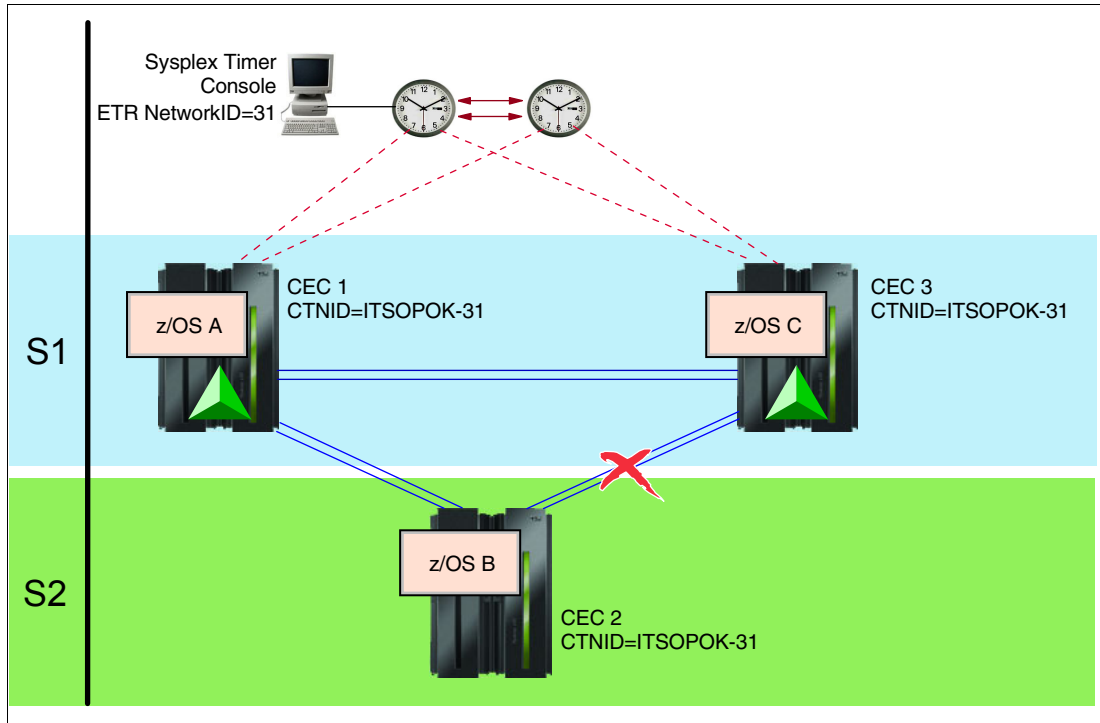 Sysplex Timer
Console
ETR NetworkID=31
S1
z/OS A
CEC 1
CTNID=ITSOPOK-31
z/OS C
CEC 3
CTNID=ITSOPOK-31
S2
z/OS B
CEC 2
CTNID=ITSOPOK-31